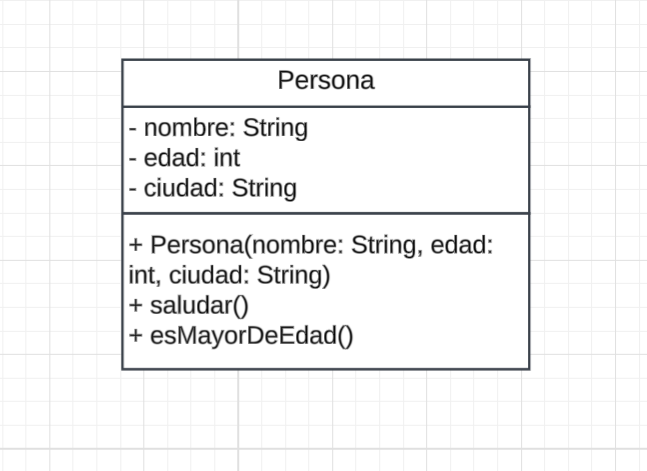 Persona
- nombre: String
- edad: int
- ciudad: String
+ Persona(nombre: String, edad:
int, ciudad: String)
+ saludar()
+ esMayorDeEdad()